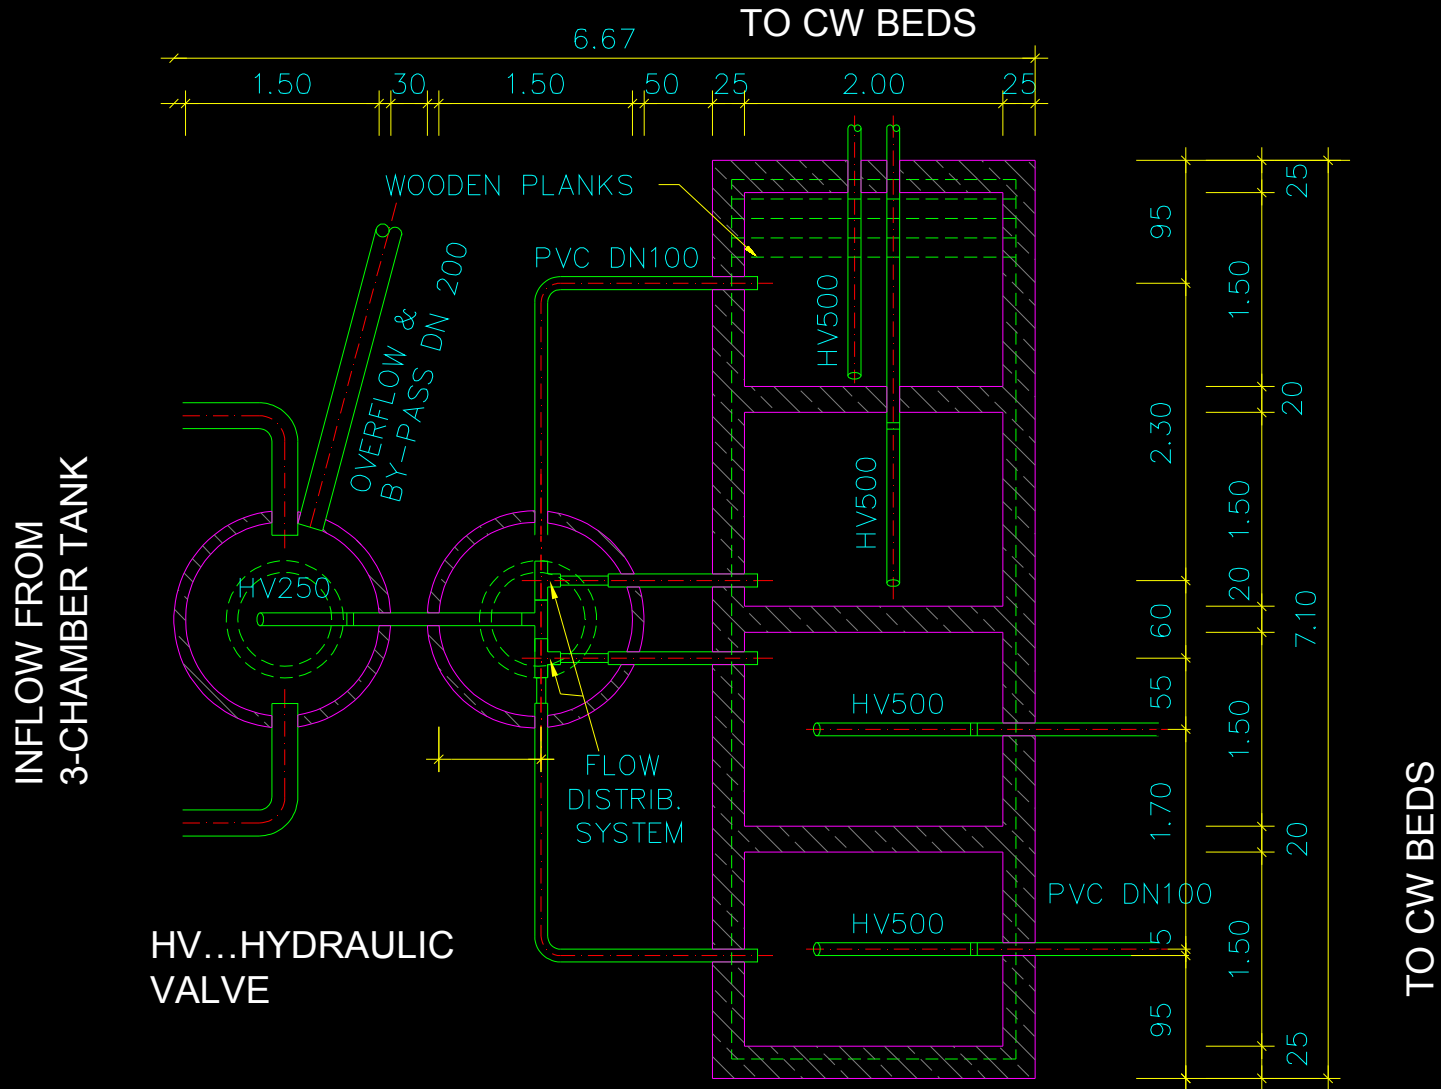 TO CW BEDS
6.67
1.50 30 1.50 50 25 2.00 25
WOODEN PLANKS
PVC DN100
OVERFLOW &
BY-PASS DN 200
HV500
HV500
HV250
INFLOW FROM
3-CHAMBER TANK
FLOW
DISTRIB.
SYSTEM
HV500
HV500
PVC DN100
HV...HYDRAULIC
VALVE
95
2.30
60
55
1.70
5
95
25
1.50
20
1.50
20
1.50
20
1.50
25
7.10
TO CW BEDS